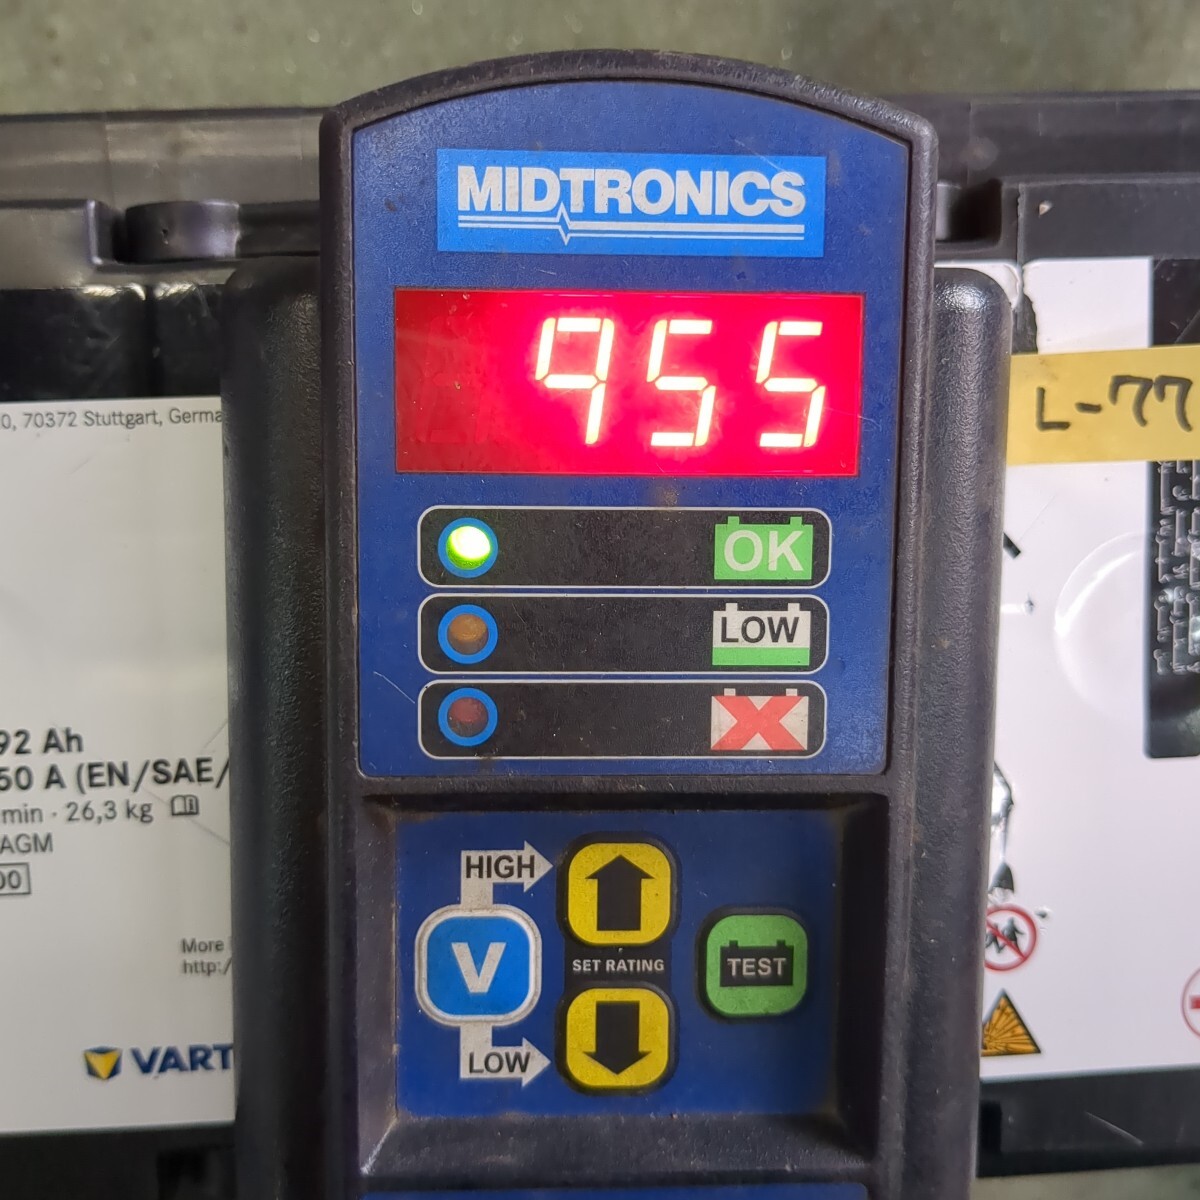 MIDTRONICS
955
0, 70372 Stuttgart, Germa
L-77
OK
LOW
92 Ah
50 A (EN/SAE/
min · 26,3 kg
AGM
00
HIGH
V
SET RATING
TEST
LOW
More
http:/
VART